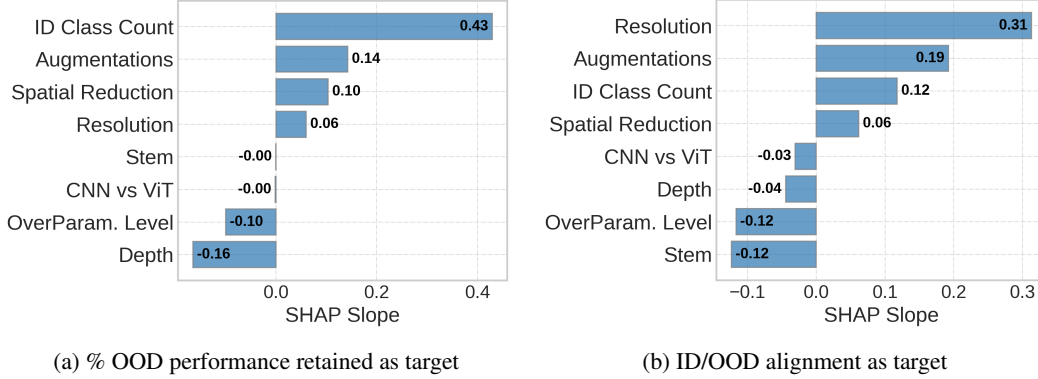 ID Class Count 0.43
Augmentations 0.14
Spatial Reduction 0.10
Resolution 0.06
Stem -0.00
CNN vs ViT -0.00
OverParam. Level -0.10
Depth -0.16
0.0 0.2 0.4
SHAP Slope
(a) % OOD performance retained as target
Resolution 0.31
Augmentations 0.19
ID Class Count 0.12
Spatial Reduction 0.06
CNN vs ViT -0.03
Depth -0.04
OverParam. Level -0.12
Stem -0.12
−0.1 0.0 0.1 0.2 0.3
SHAP Slope
(b) ID/OOD alignment as target